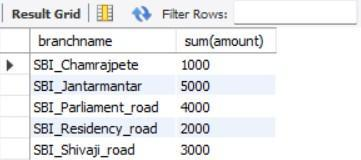 Result Grid Filter Rows:
branchname sum(amount)
SBI_Chamrajpete 1000
SBI_Jantarmantar 5000
SBI_Parliament_road 4000
SBI_Residency_road 2000
SBI_Shivaji_road 3000